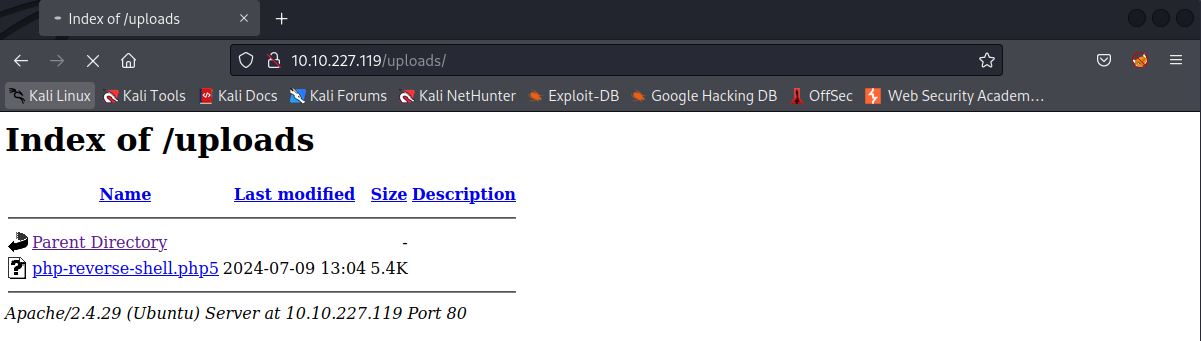 Index of /uploads
10.10.227.119/uploads/
Kali Linux Kali Tools Kali Docs Kali Forums Kali NetHunter Exploit-DB Google Hacking DB OffSec Web Security Academ…
Index of /uploads
Name Last modified Size Description
Parent Directory -
php-reverse-shell.php5 2024-07-09 13:04 5.4K
Apache/2.4.29 (Ubuntu) Server at 10.10.227.119 Port 80